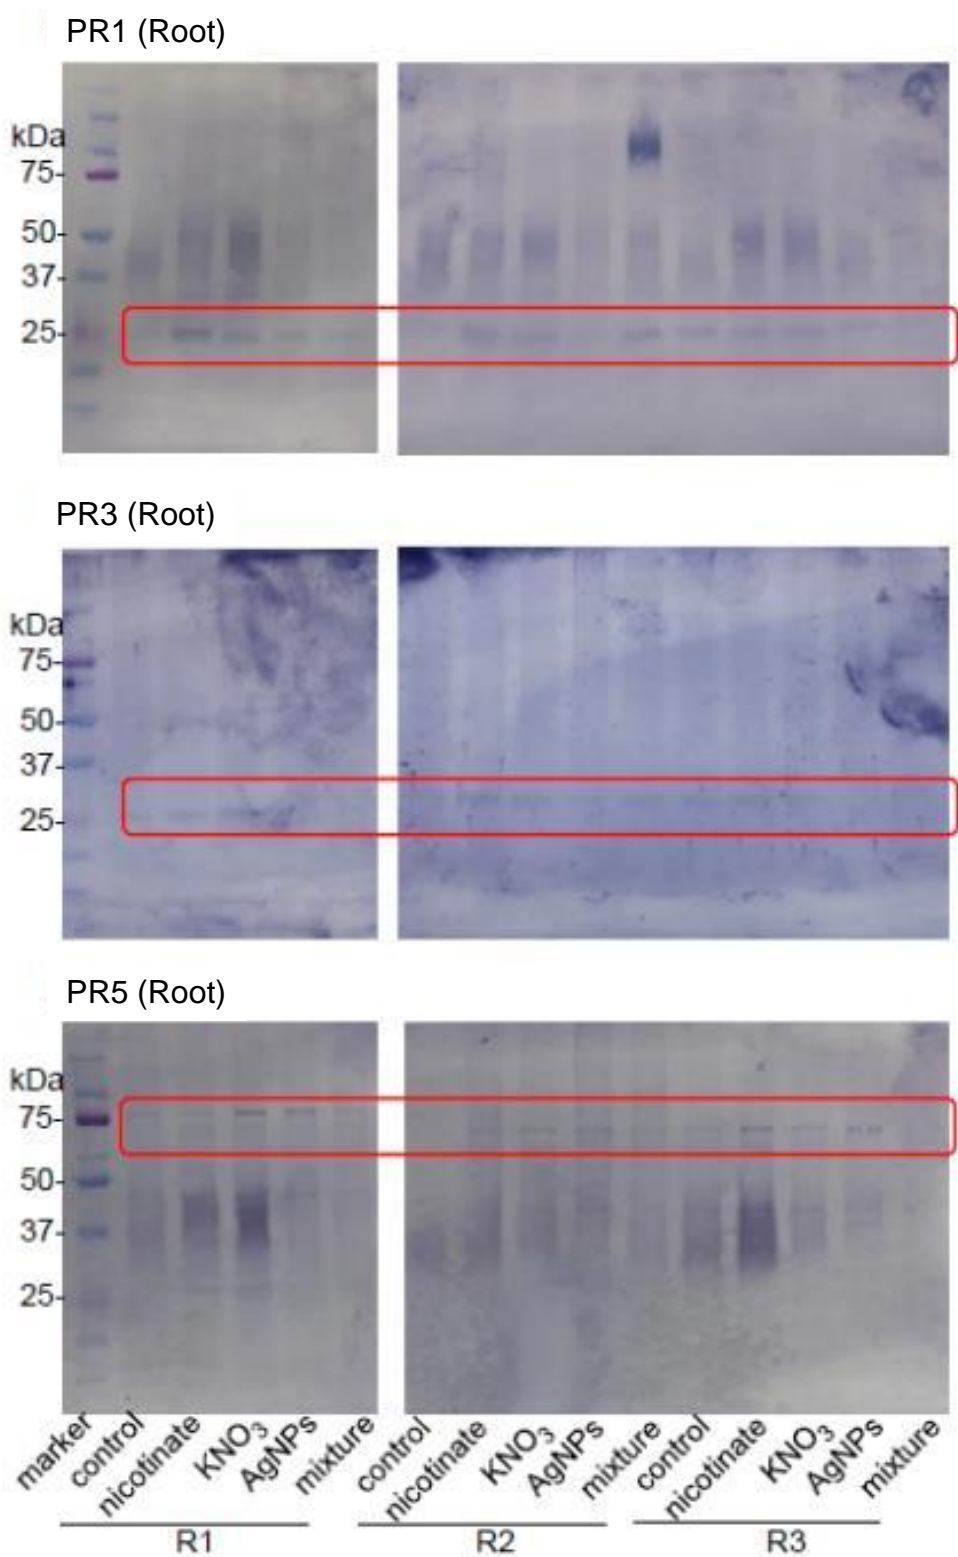 PR1 (Root)
kDa
75-
50-
37-
25-
PR3 (Root)
kDa
75-
50-
37-
25-
PR5 (Root)
kDa
75-
50-
37-
25-
marker control nicotinate KNO₃ AgNPs mixture control nicotinate KNO₃ AgNPs mixture control nicotinate KNO₃ AgNPs mixture
R1 R2 R3